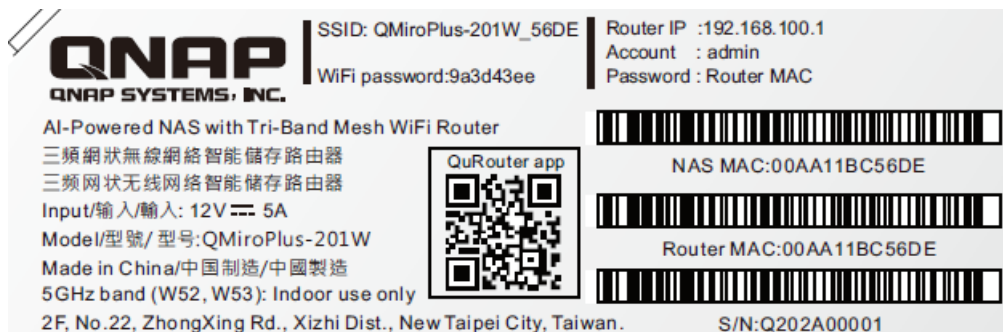 QNAP
QNAP SYSTEMS, INC.
SSID: QMiroPlus-201W_56DE
WiFi password:9a3d43ee
Router IP :192.168.100.1
Account : admin
Password : Router MAC
AI-Powered NAS with Tri-Band Mesh WiFi Router
三頻網狀無線網絡智能儲存路由器
三频网状无线网络智能储存路由器
Input/输入/輸入: 12V ⎓ 5A
Model/型號/ 型号:QMiroPlus-201W
Made in China/中国制造/中國製造
5GHz band (W52, W53): Indoor use only
2F, No.22, ZhongXing Rd., Xizhi Dist., New Taipei City, Taiwan.
QuRouter app
NAS MAC:00AA11BC56DE
Router MAC:00AA11BC56DE
S/N:Q202A00001